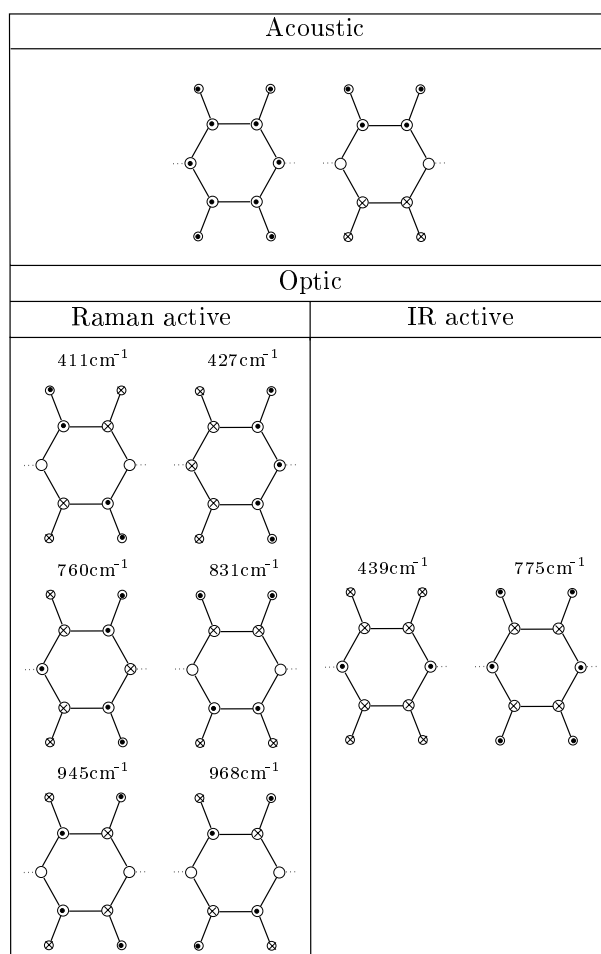 Acoustic
Optic
Raman active IR active
411cm⁻¹ 427cm⁻¹
760cm⁻¹ 831cm⁻¹ 439cm⁻¹ 775cm⁻¹
945cm⁻¹ 968cm⁻¹